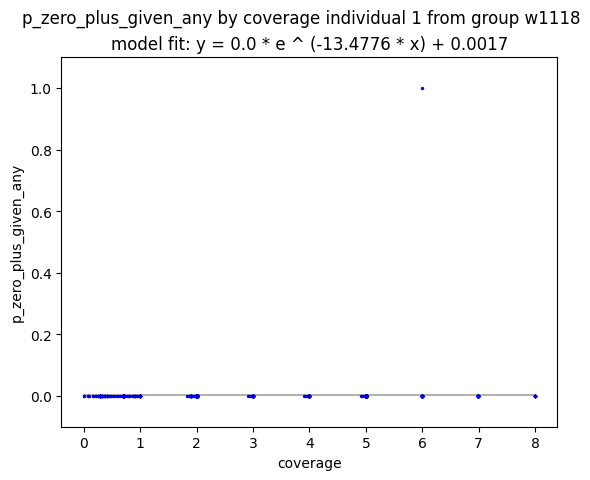 p_zero_plus_given_any by coverage individual 1 from group w1118
model fit: y = 0.0 * e ^ (-13.4776 * x) + 0.0017
1.0
0.8
0.6
0.4
0.2
0.0
p_zero_plus_given_any
0 1 2 3 4 5 6 7 8
coverage